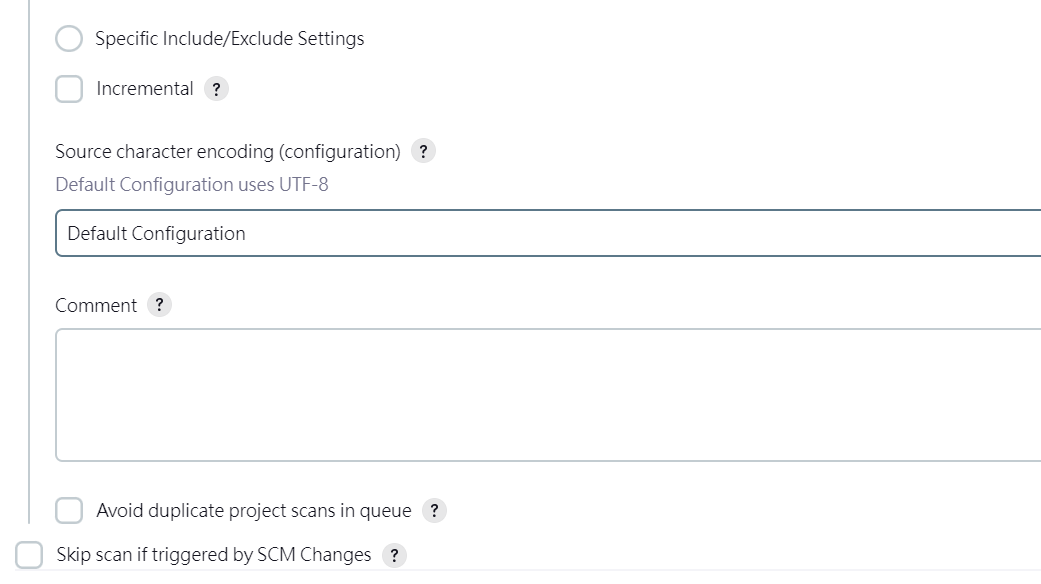 Specific Include/Exclude Settings
Incremental ?
Source character encoding (configuration) ?
Default Configuration uses UTF-8
Default Configuration
Comment ?
Avoid duplicate project scans in queue ?
Skip scan if triggered by SCM Changes ?